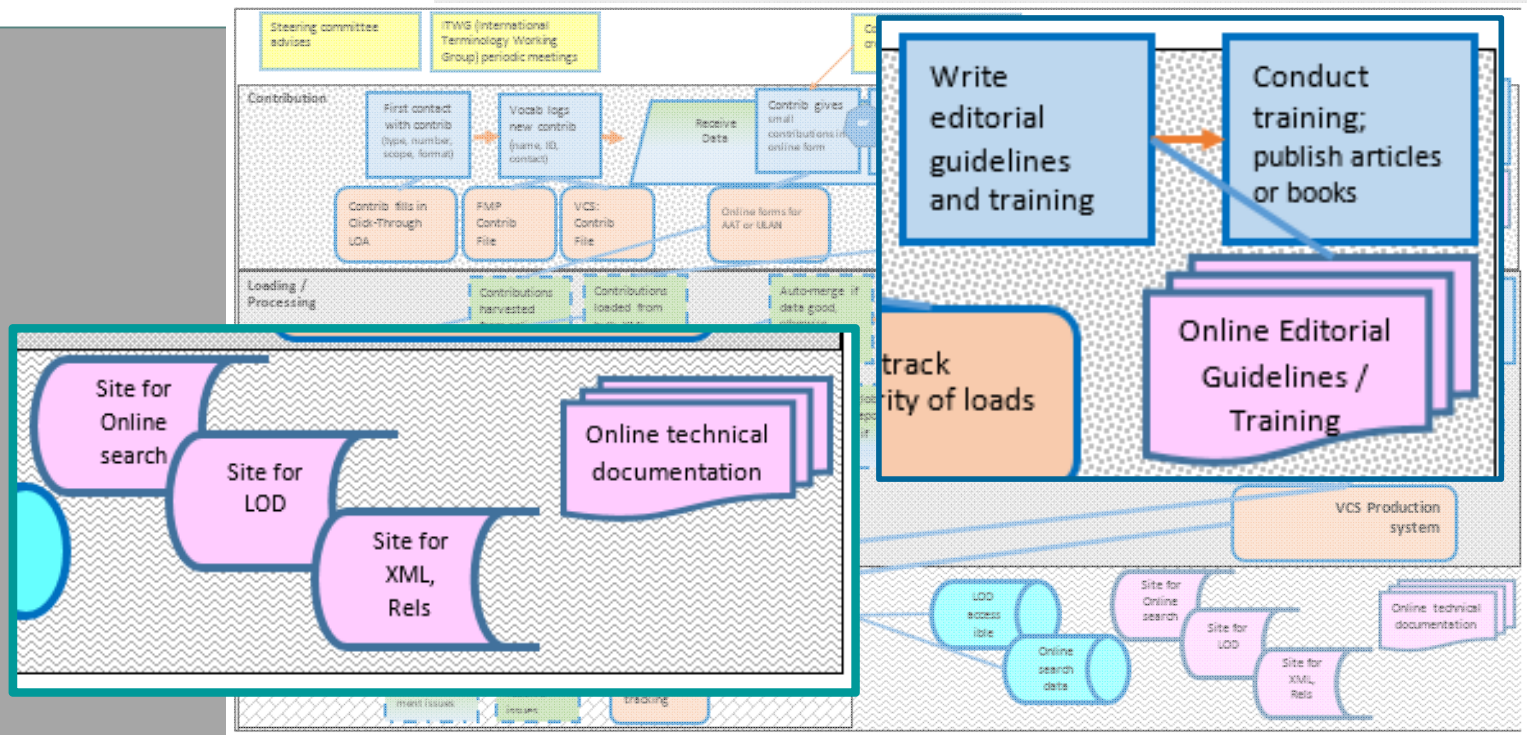 Steering committee
advises
ITWG (International
Terminology Working
Group) periodic meetings
Contribution
First contact
with contrib
(type, number,
scope, format)
Vocab logs
new contrib
(name, ID,
contact)
Receive
Data
Contrib gives
small
contributions in
online form
Contrib fills in
Click-Through
LOA
FMP
Contrib
File
VCS:
Contrib
File
Online forms for
AAT or ULAN
Loading /
Processing
Contributions
harvested
Contributions
loaded from
Auto-merge if
data good,
Write
editorial
guidelines
and training
Conduct
training;
publish articles
or books
track
rity of loads
Online Editorial
Guidelines /
Training
Site for
Online
search
Site for
LOD
Site for
XML,
Rels
Online technical
documentation
VCS Production
system
LOD
access
ible
Online
search
data
Site for
Online
search
Site for
LOD
Site for
XML,
Rels
Online technical
documentation
ment issues
issues
tracking